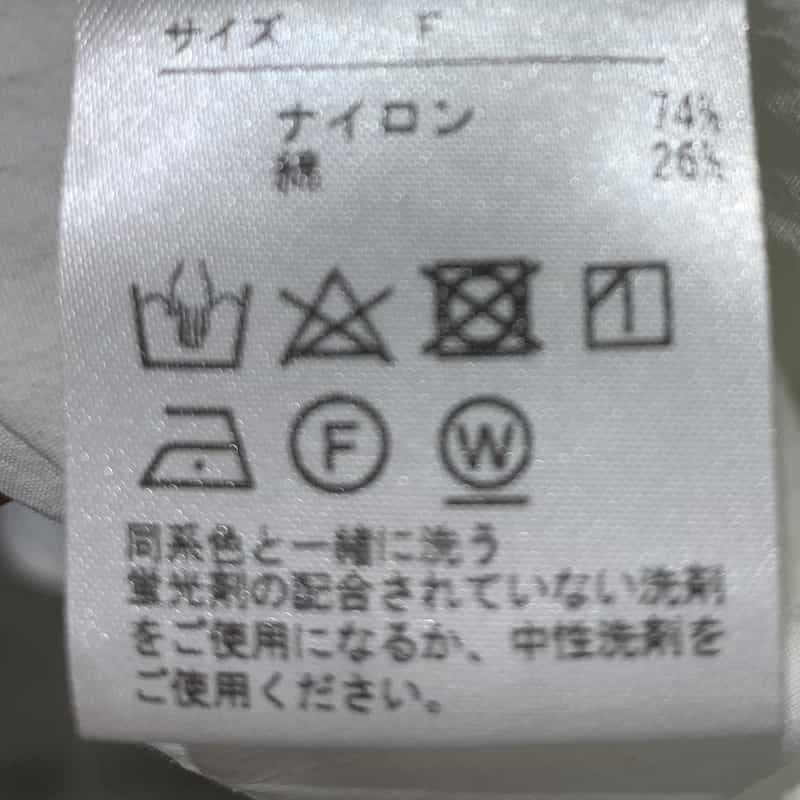 サイズ F
ナイロン 74%
綿 26%
F W
同系色と一緒に洗う
蛍光剤の配合されていない洗剤
をご使用になるか、中性洗剤を
ご使用ください。